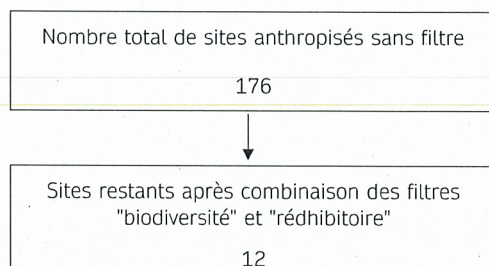 Nombre total de sites anthropisés sans filtre
176
Sites restants après combinaison des filtres
"biodiversité" et "rédhibitoire"
12